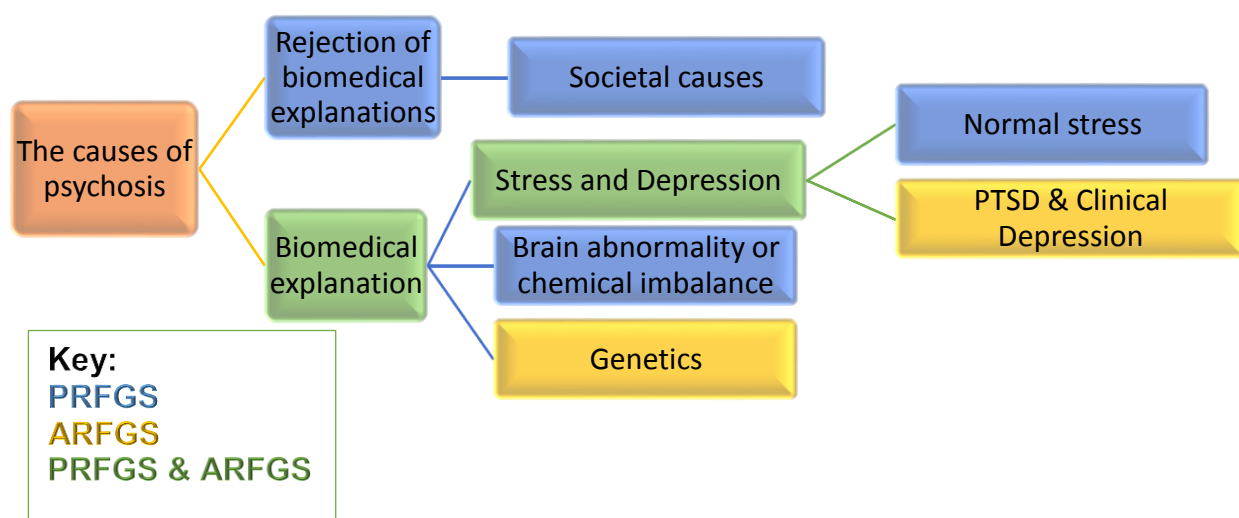 The causes of
psychosis
Rejection of
biomedical
explanations
Societal causes
Biomedical
explanation
Stress and Depression
Normal stress
PTSD & Clinical
Depression
Brain abnormality or
chemical imbalance
Genetics
Key:
PRFGS
ARFGS
PRFGS & ARFGS